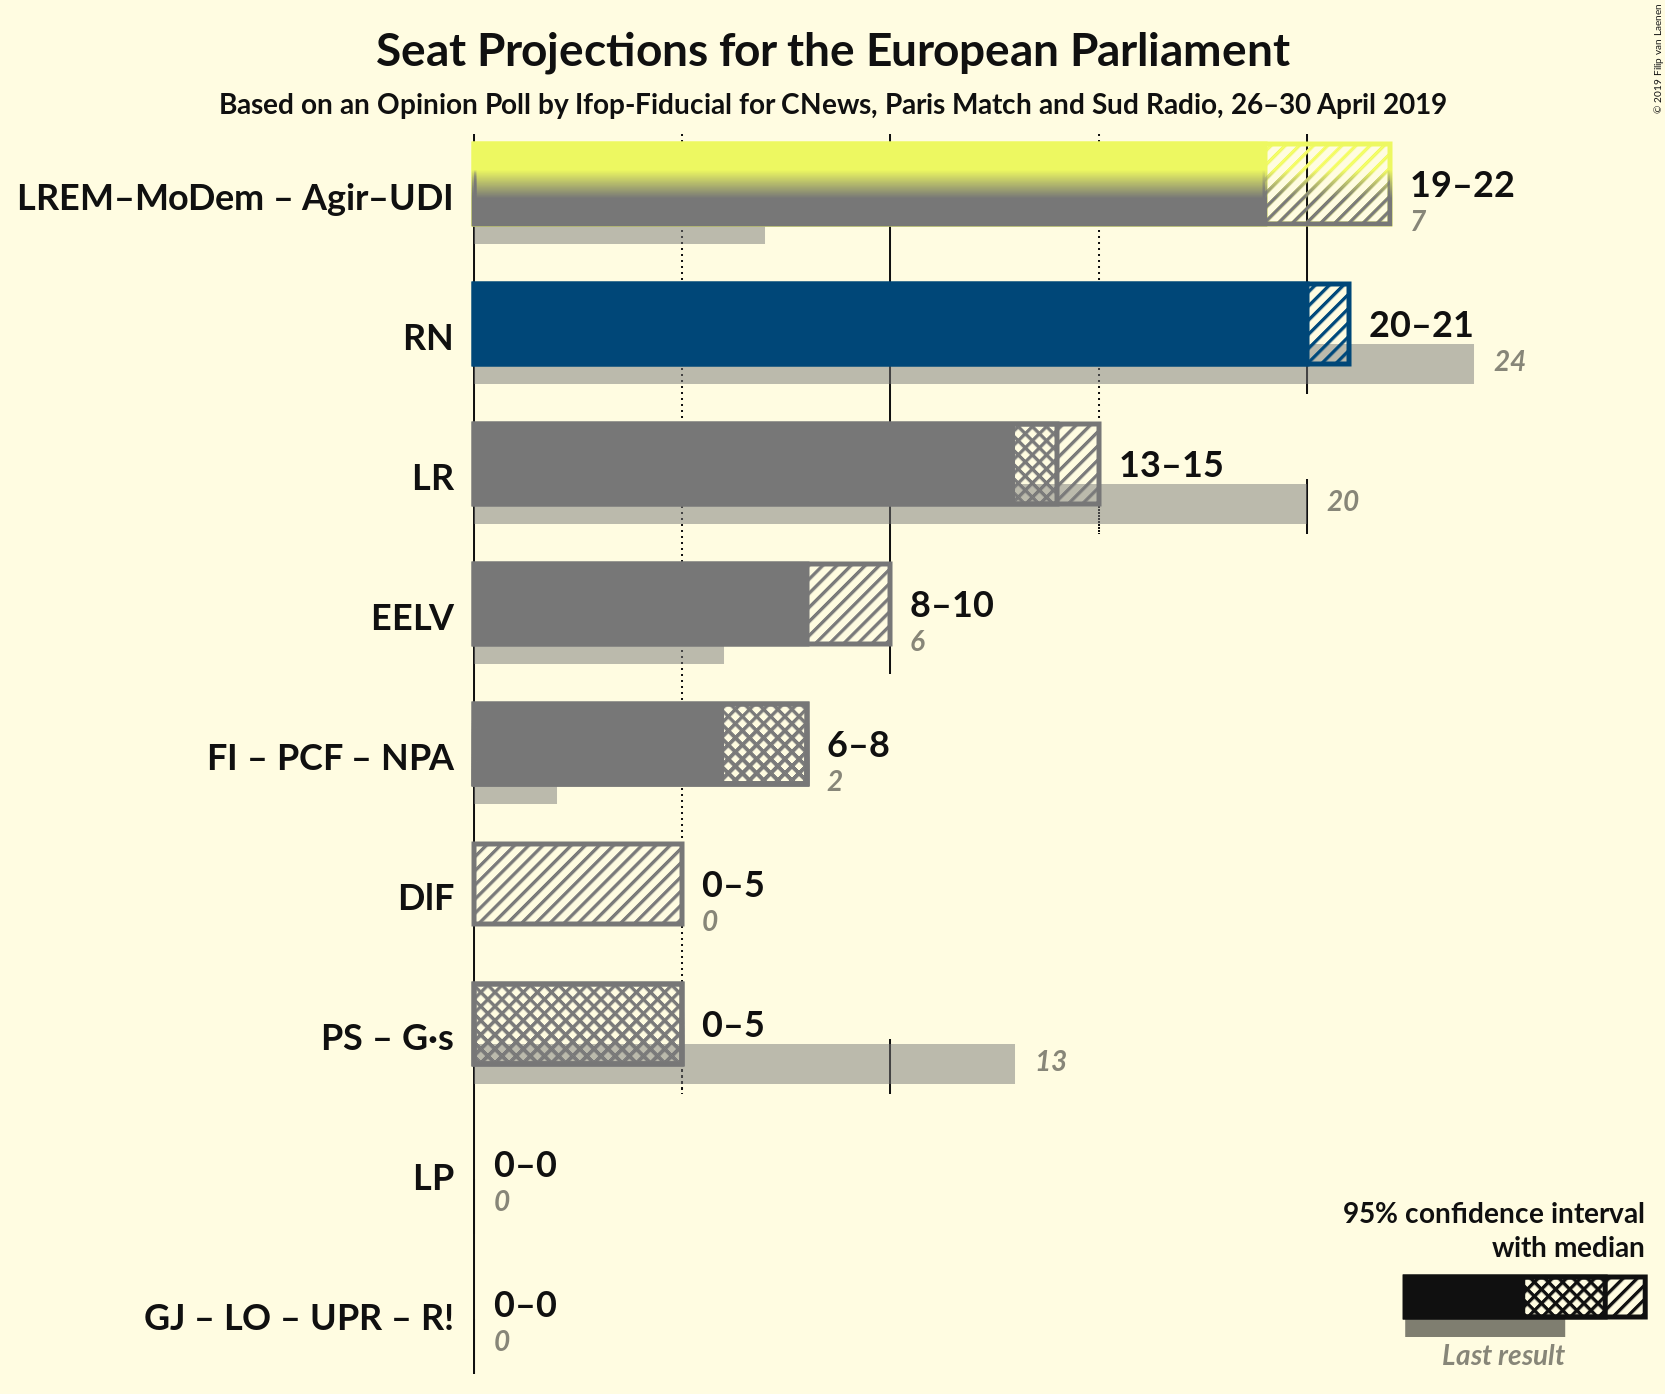 Seat Projections for the European Parliament
Based on an Opinion Poll by Ifop-Fiducial for CNews, Paris Match and Sud Radio, 26–30 April 2019
© 2019 Filip van Laenen
LREM–MoDem – Agir–UDI
19–22
7
RN
20–21
24
LR
13–15
20
EELV
8–10
6
FI – PCF – NPA
6–8
2
DlF
0–5
0
PS – G·s
0–5
13
LP
0–0
0
GJ – LO – UPR – R!
0–0
0
95% confidence interval
with median
Last result